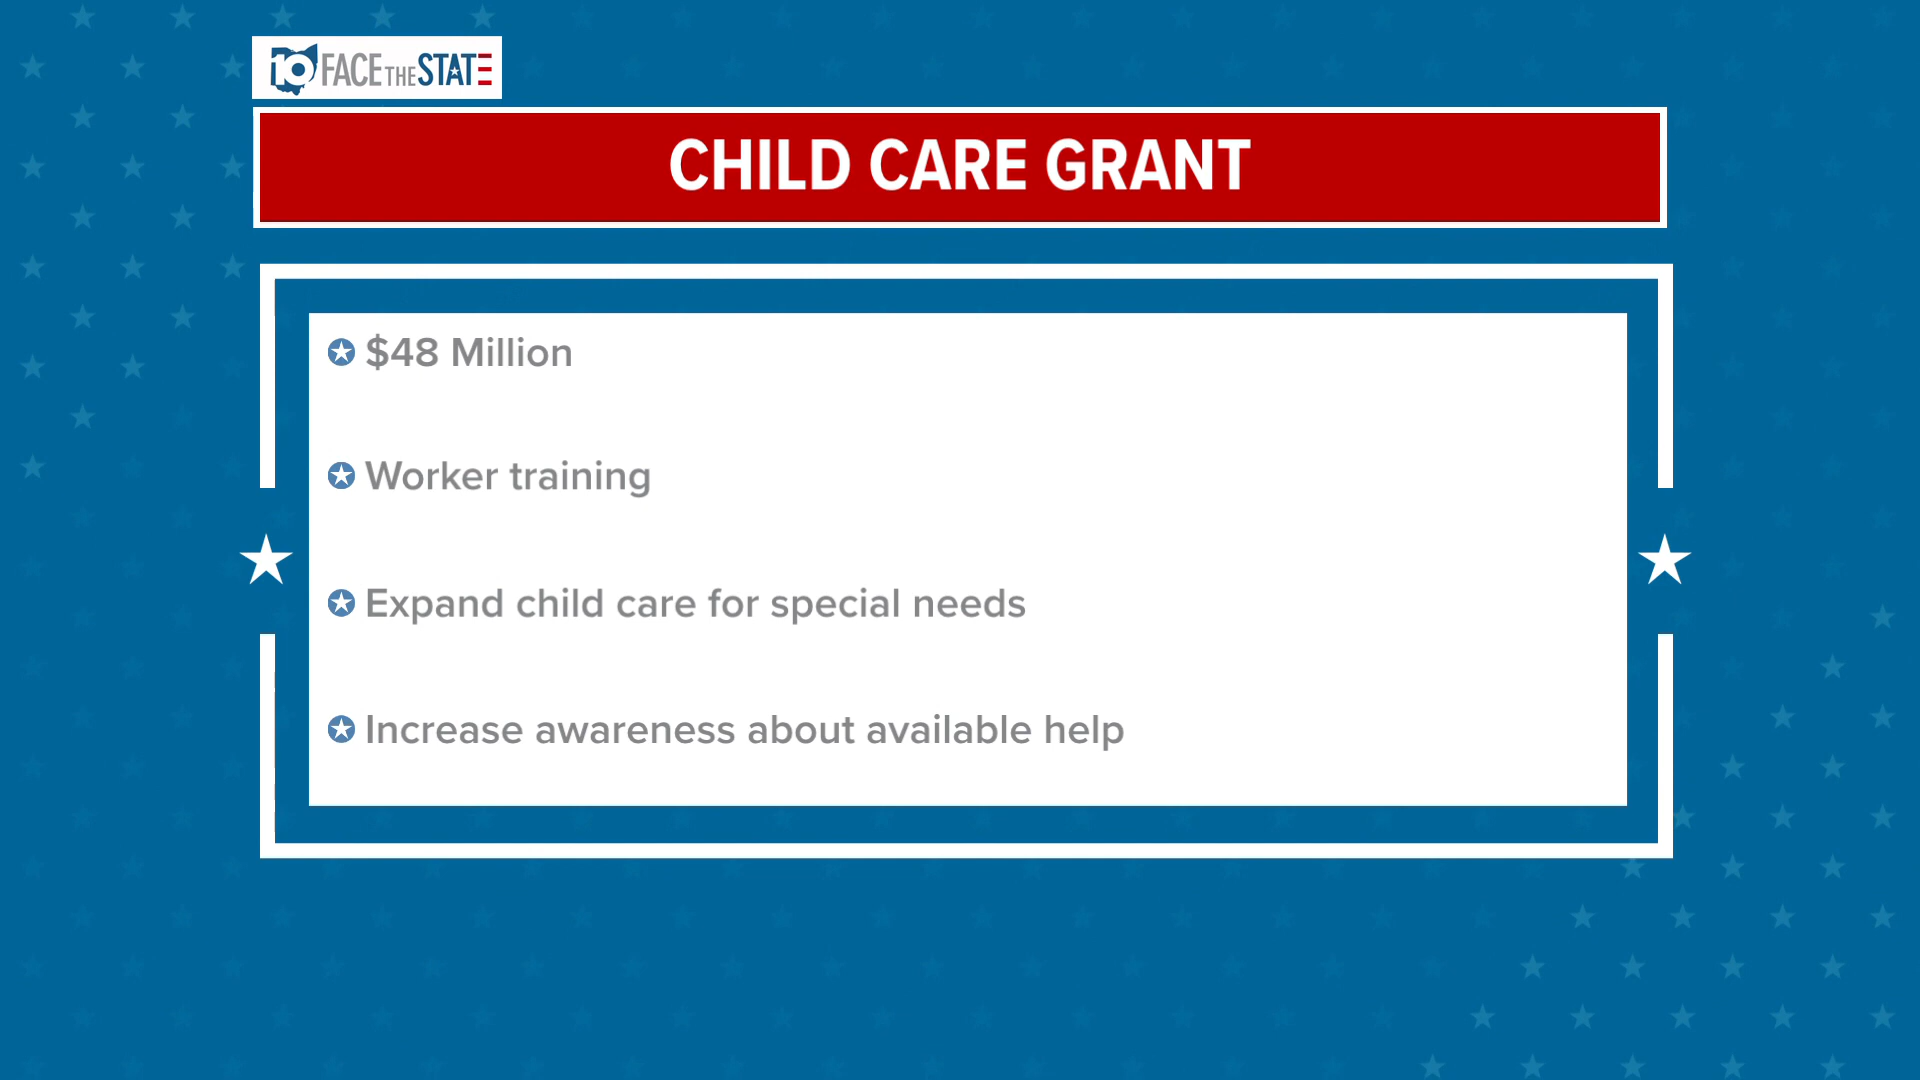 10 FACE THE STATE
CHILD CARE GRANT
$48 Million
Worker training
Expand child care for special needs
Increase awareness about available help